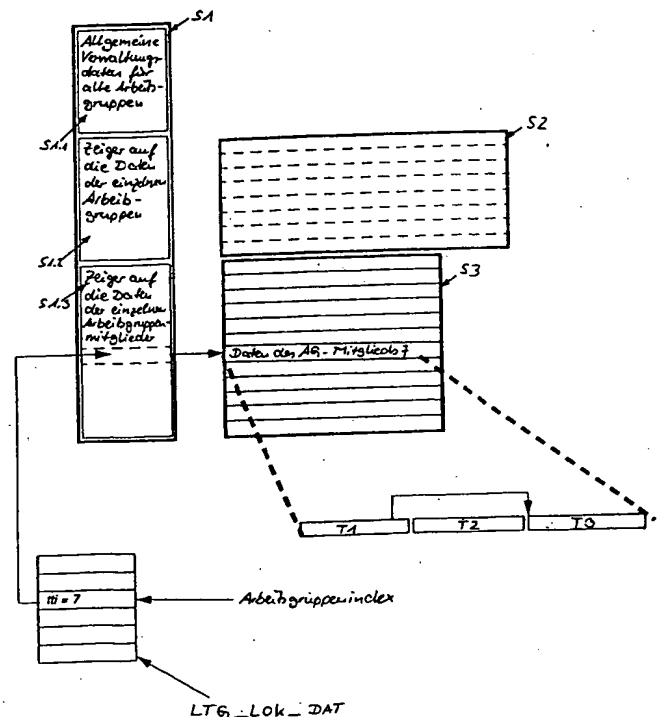 S1
Allgemeine
Verwaltungs-
daten für
alle Arbeits-
gruppen
S1.1
Zeiger auf
die Daten
der einzelnen
Arbeits-
gruppen
S1.2
Zeiger auf
die Daten
der einzelnen
Arbeitsgruppen-
mitglieder
S1.3
S2
S3
Daten des AG-Mitglieds 7
T1
T2
T3
tti = 7
Arbeitsgruppenindex
LTG_LOK_DAT